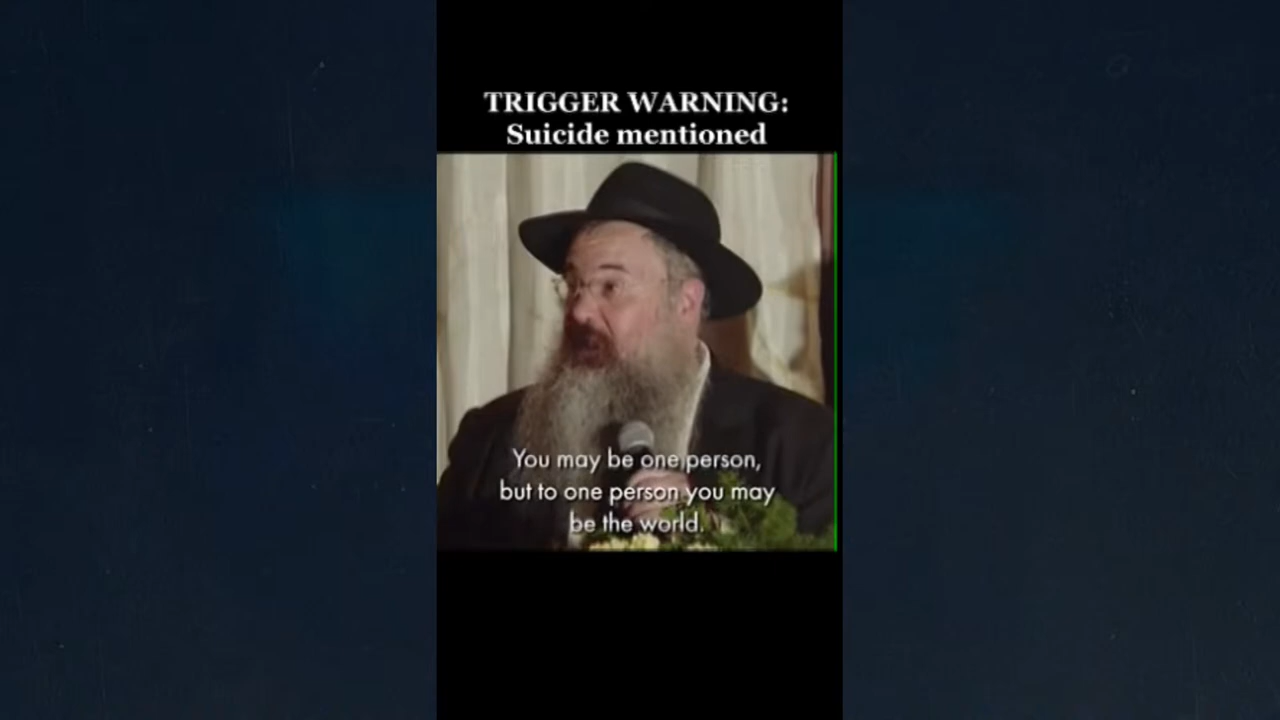 TRIGGER WARNING:
Suicide mentioned
You may be one person,
but to one person you may
be the world.